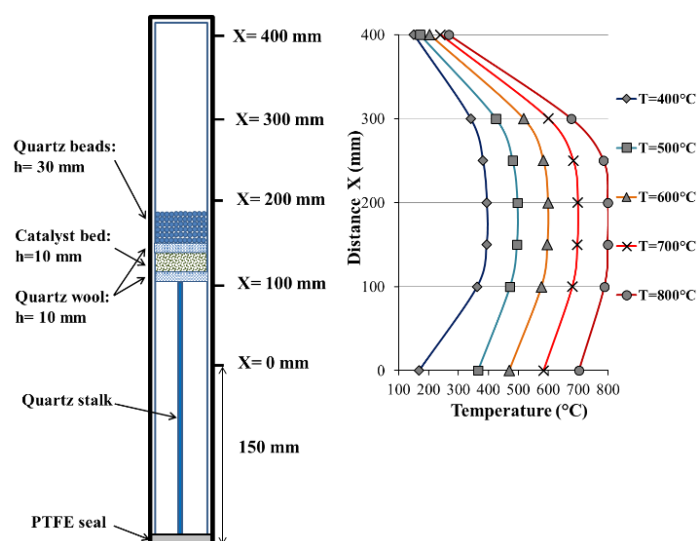 X= 400 mm
X= 300 mm
Quartz beads:
h= 30 mm
X= 200 mm
Catalyst bed:
h=10 mm
Quartz wool:
h= 10 mm
X= 100 mm
X= 0 mm
Quartz stalk
150 mm
PTFE seal
Distance X (mm)
400
300
200
100
0
100 200 300 400 500 600 700 800
Temperature (°C)
T=400°C
T=500°C
T=600°C
T=700°C
T=800°C